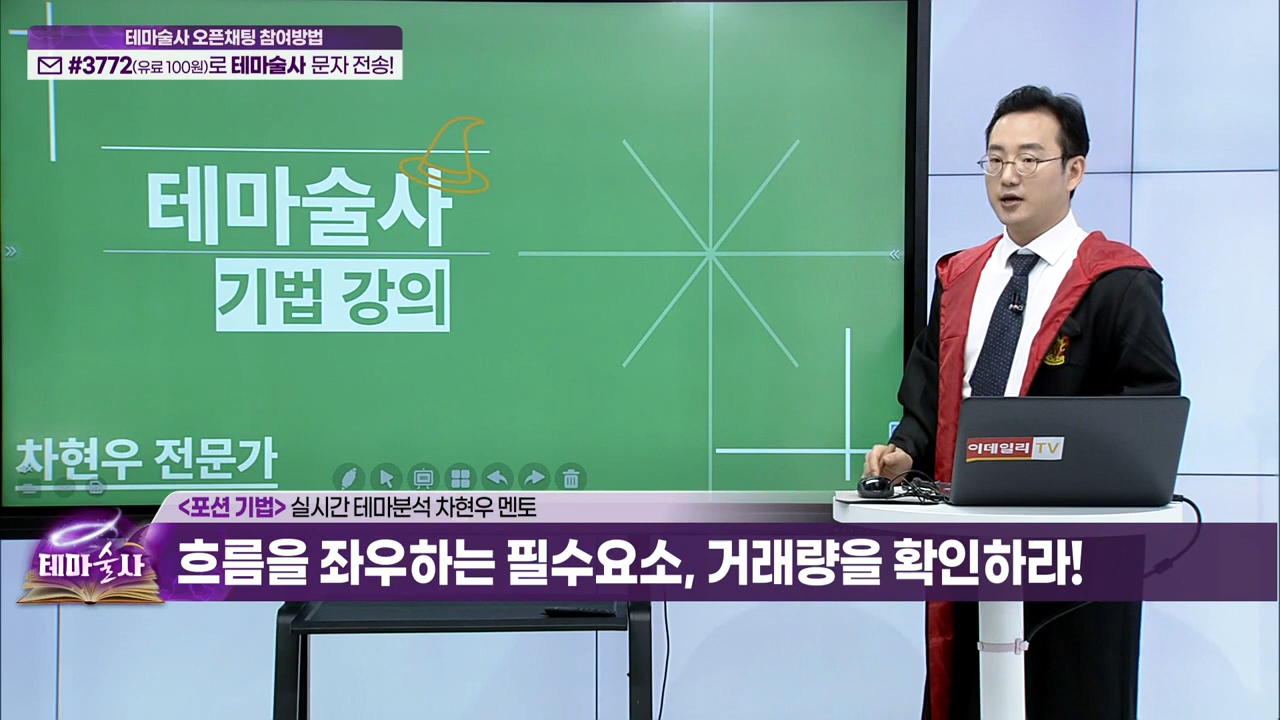 테마술사 오픈채팅 참여방법
#3772(유료 100원)로 테마술사 문자 전송!
테마술사
기법 강의
차현우 전문가
이데일리 TV
<포션 기법> 실시간 테마분석 차현우 멘토
테마술사
흐름을 좌우하는 필수요소, 거래량을 확인하라!